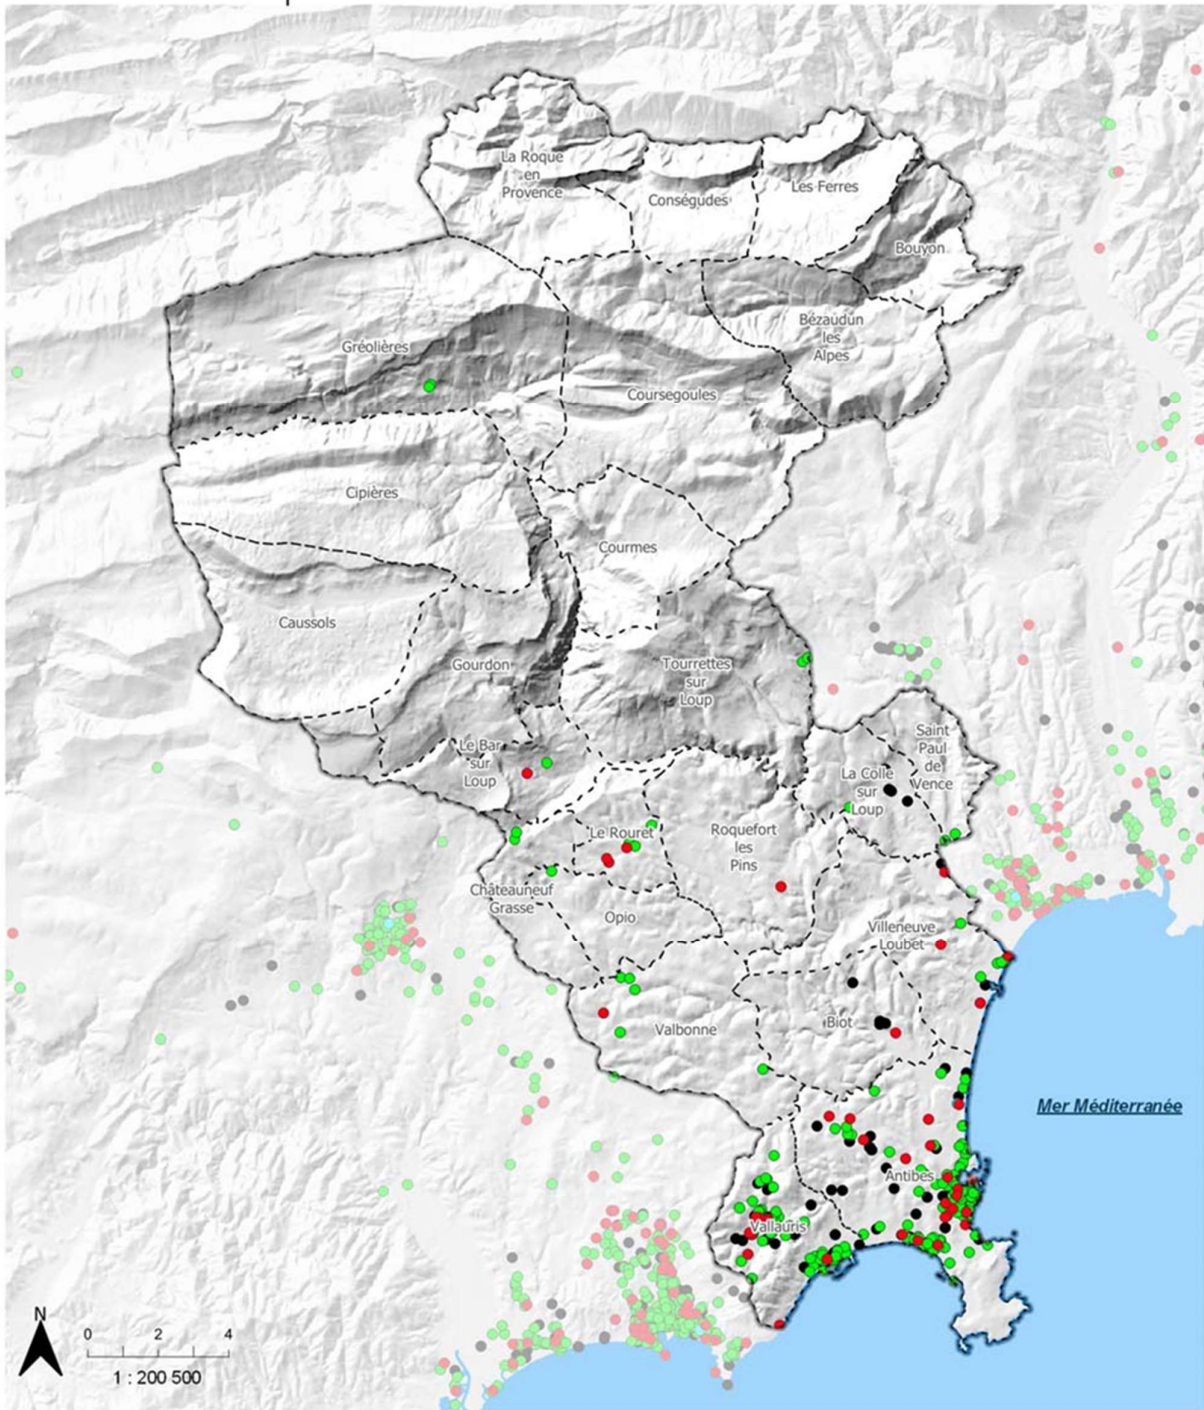 La Roque
en
Provence
Conségudes
Les Ferres
Bouyon
Gréolières
Bézaudun
les
Alpes
Coursegoules
Cipières
Courmes
Caussols
Gourdon
Tourrettes
sur
Loup
Le Bar
sur
Loup
Saint
Paul
de
Vence
La Colle
sur
Loup
Le Rouret
Roquefort
les
Pins
Châteauneuf
Grasse
Opio
Villeneuve
Loubet
Valbonne
Biot
Mer Méditerranée
Antibes
Vallauris
N
0 2 4
1 : 200 500